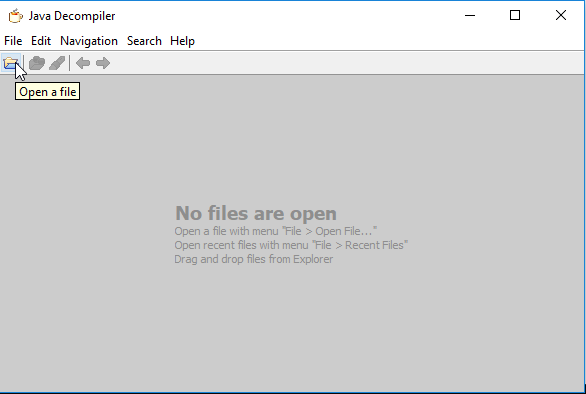 Java Decompiler
File Edit Navigation Search Help
Open a file
No files are open
Open a file with menu "File > Open File..."
Open recent files with menu "File > Recent Files"
Drag and drop files from Explorer